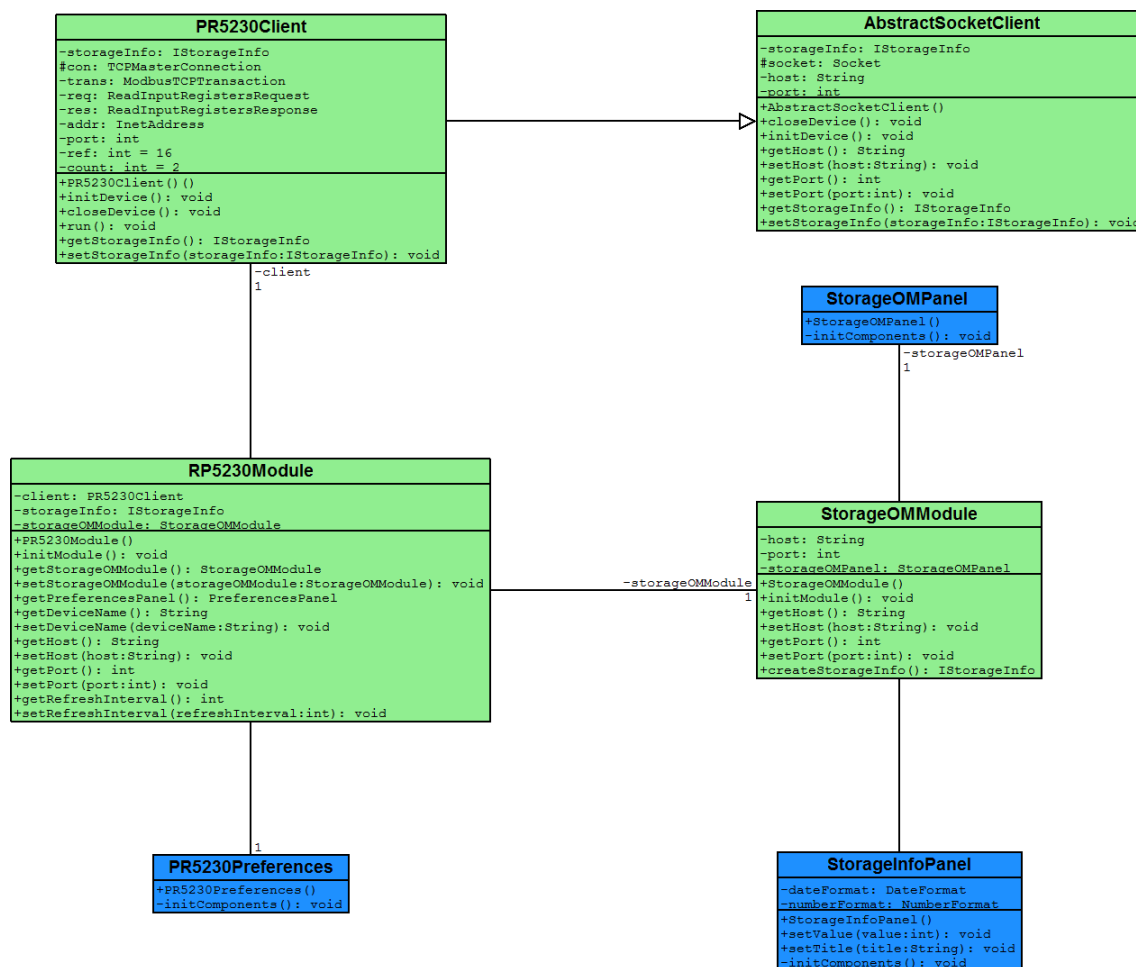 PR5230Client
-storageInfo: IStorageInfo
#con: TCPMasterConnection
-trans: ModbusTCPTransaction
-req: ReadInputRegistersRequest
-res: ReadInputRegistersResponse
-addr: InetAddress
-port: int
-ref: int = 16
-count: int = 2
+PR5230Client()()
+initDevice(): void
+closeDevice(): void
+run(): void
+getStorageInfo(): IStorageInfo
+setStorageInfo(storageInfo:IStorageInfo): void
AbstractSocketClient
-storageInfo: IStorageInfo
#socket: Socket
-host: String
-port: int
+AbstractSocketClient()
+closeDevice(): void
+initDevice(): void
+getHost(): String
+setHost(host:String): void
+getPort(): int
+setPort(port:int): void
+getStorageInfo(): IStorageInfo
+setStorageInfo(storageInfo:IStorageInfo): void
-client
1
StorageOMPanel
+StorageOMPanel()
-initComponents(): void
-storageOMPanel
1
RP5230Module
-client: PR5230Client
-storageInfo: IStorageInfo
-storageOMModule: StorageOMModule
+PR5230Module()
+initModule(): void
+getStorageOMModule(): StorageOMModule
+setStorageOMModule(storageOMModule:StorageOMModule): void
+getPreferencesPanel(): PreferencesPanel
+getDeviceName(): String
+setDeviceName(deviceName:String): void
+getHost(): String
+setHost(host:String): void
+getPort(): int
+setPort(port:int): void
+getRefreshInterval(): int
+setRefreshInterval(refreshInterval:int): void
-storageOMModule
1
StorageOMModule
-host: String
-port: int
-storageOMPanel: StorageOMPanel
+StorageOMModule()
+initModule(): void
+getHost(): String
+setHost(host:String): void
+getPort(): int
+setPort(port:int): void
+createStorageInfo(): IStorageInfo
1
PR5230Preferences
+PR5230Preferences()
-initComponents(): void
StorageInfoPanel
-dateFormat: DateFormat
-numberFormat: NumberFormat
+StorageInfoPanel()
+setValue(value:int): void
+setTitle(title:String): void
-initComponents(): void